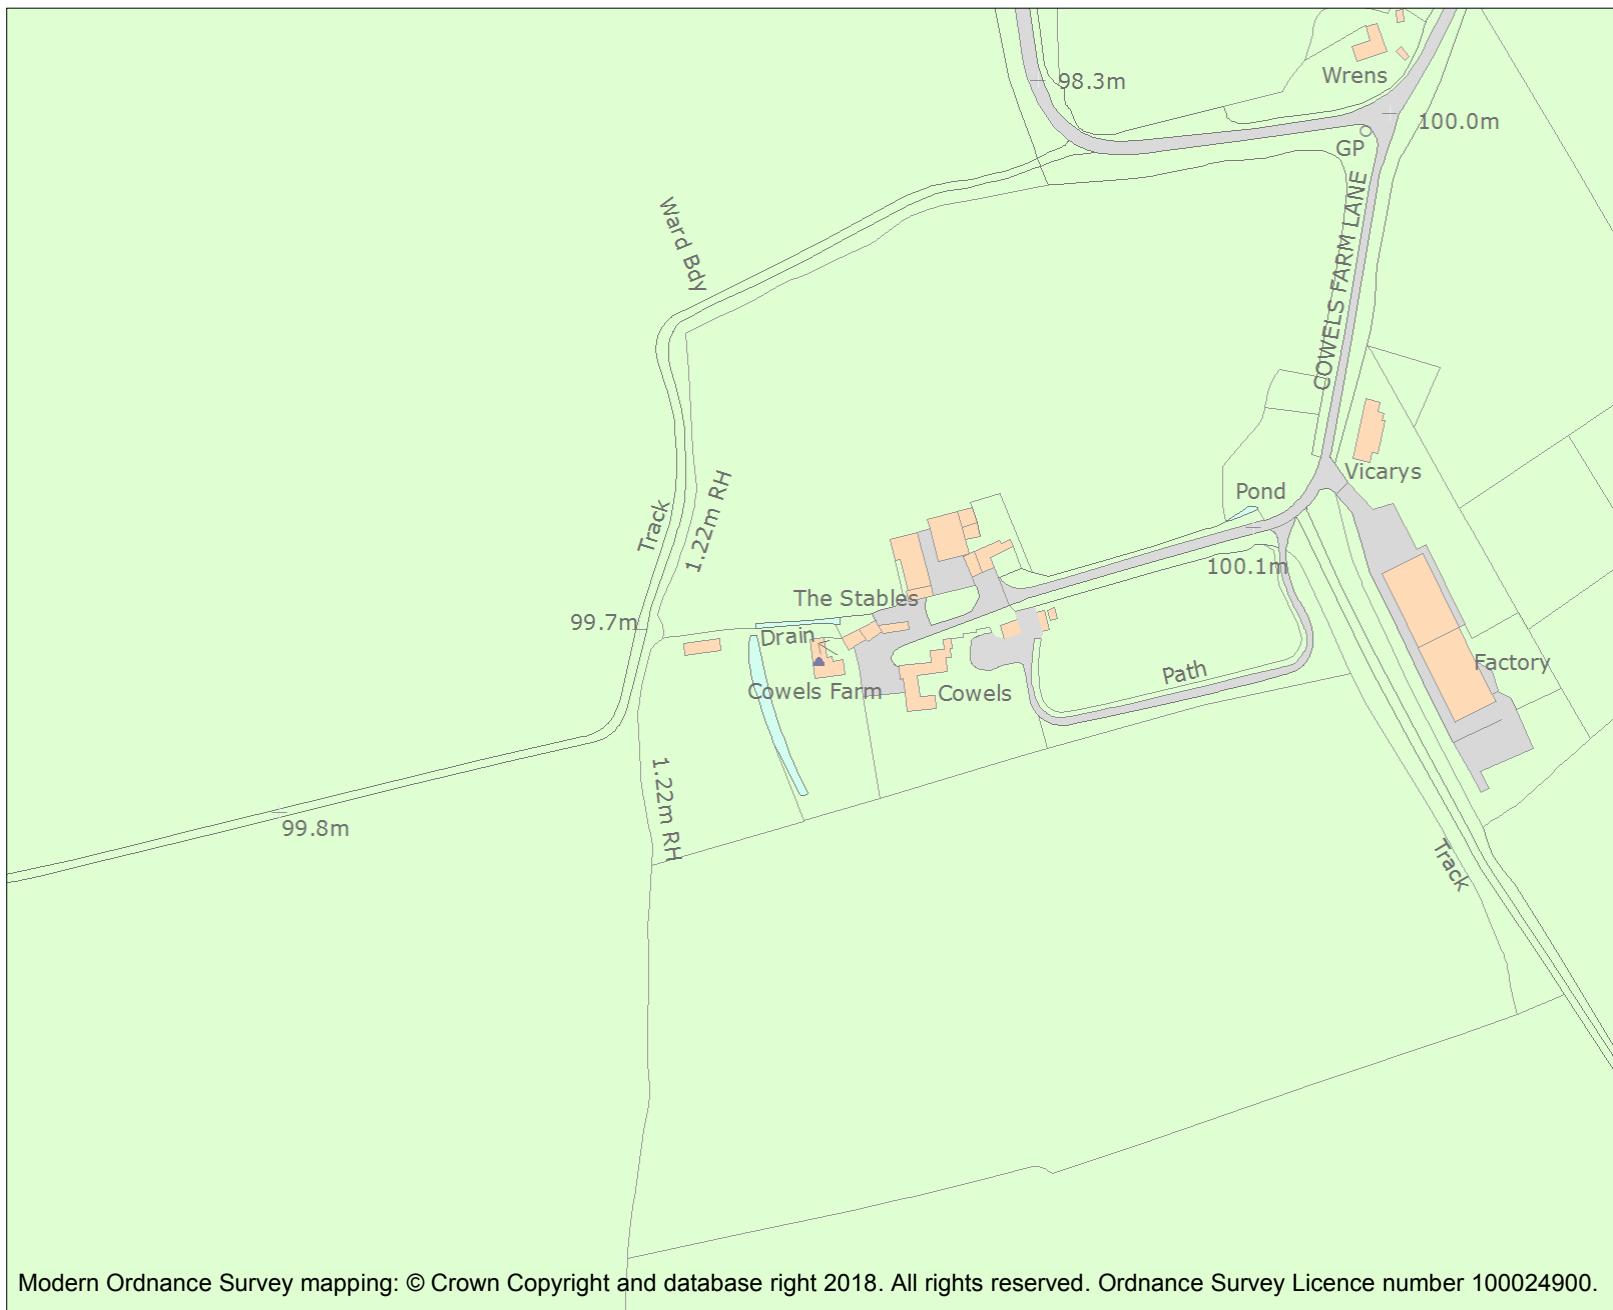 98.3m
Wrens
100.0m
GP
COWELS FARM LANE
Ward Bdy
Vicarys
Pond
Track
1.22m RH
100.1m
The Stables
99.7m
Drain
Factory
Path
Cowels Farm
Cowels
1.22m RH
99.8m
Track
Modern Ordnance Survey mapping: © Crown Copyright and database right 2018. All rights reserved. Ordnance Survey Licence number 100024900.